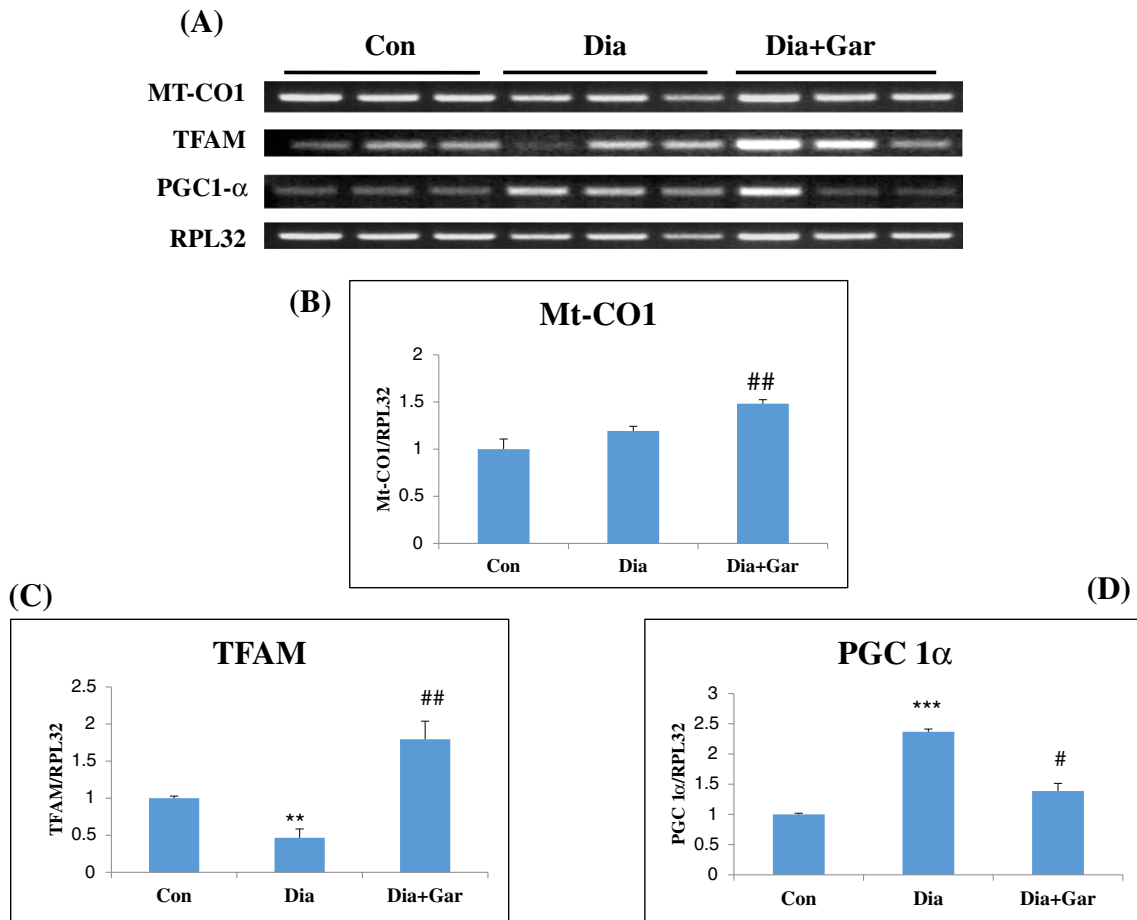 (A)
Con Dia Dia+Gar
MT-CO1
TFAM
PGC1-α
RPL32
(B)
Mt-CO1
Mt-CO1/RPL32
2
1.5
1
0.5
0
##
Con Dia Dia+Gar
(C)
TFAM
TFAM/RPL32
2.5
2
1.5
1
0.5
0
**
##
Con Dia Dia+Gar
(D)
PGC 1α
PGC 1α/RPL32
3
2.5
2
1.5
1
0.5
0
***
#
Con Dia Dia+Gar